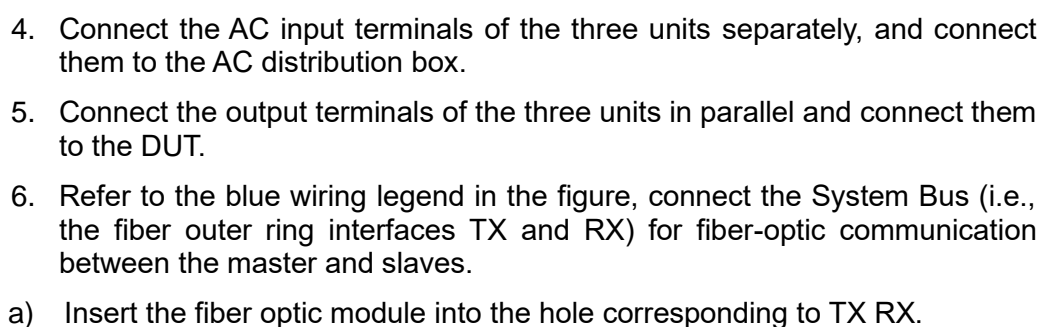 4. Connect the AC input terminals of the three units separately, and connect
them to the AC distribution box.
5. Connect the output terminals of the three units in parallel and connect them
to the DUT.
6. Refer to the blue wiring legend in the figure, connect the System Bus (i.e.,
the fiber outer ring interfaces TX and RX) for fiber-optic communication
between the master and slaves.
a) Insert the fiber optic module into the hole corresponding to TX RX.